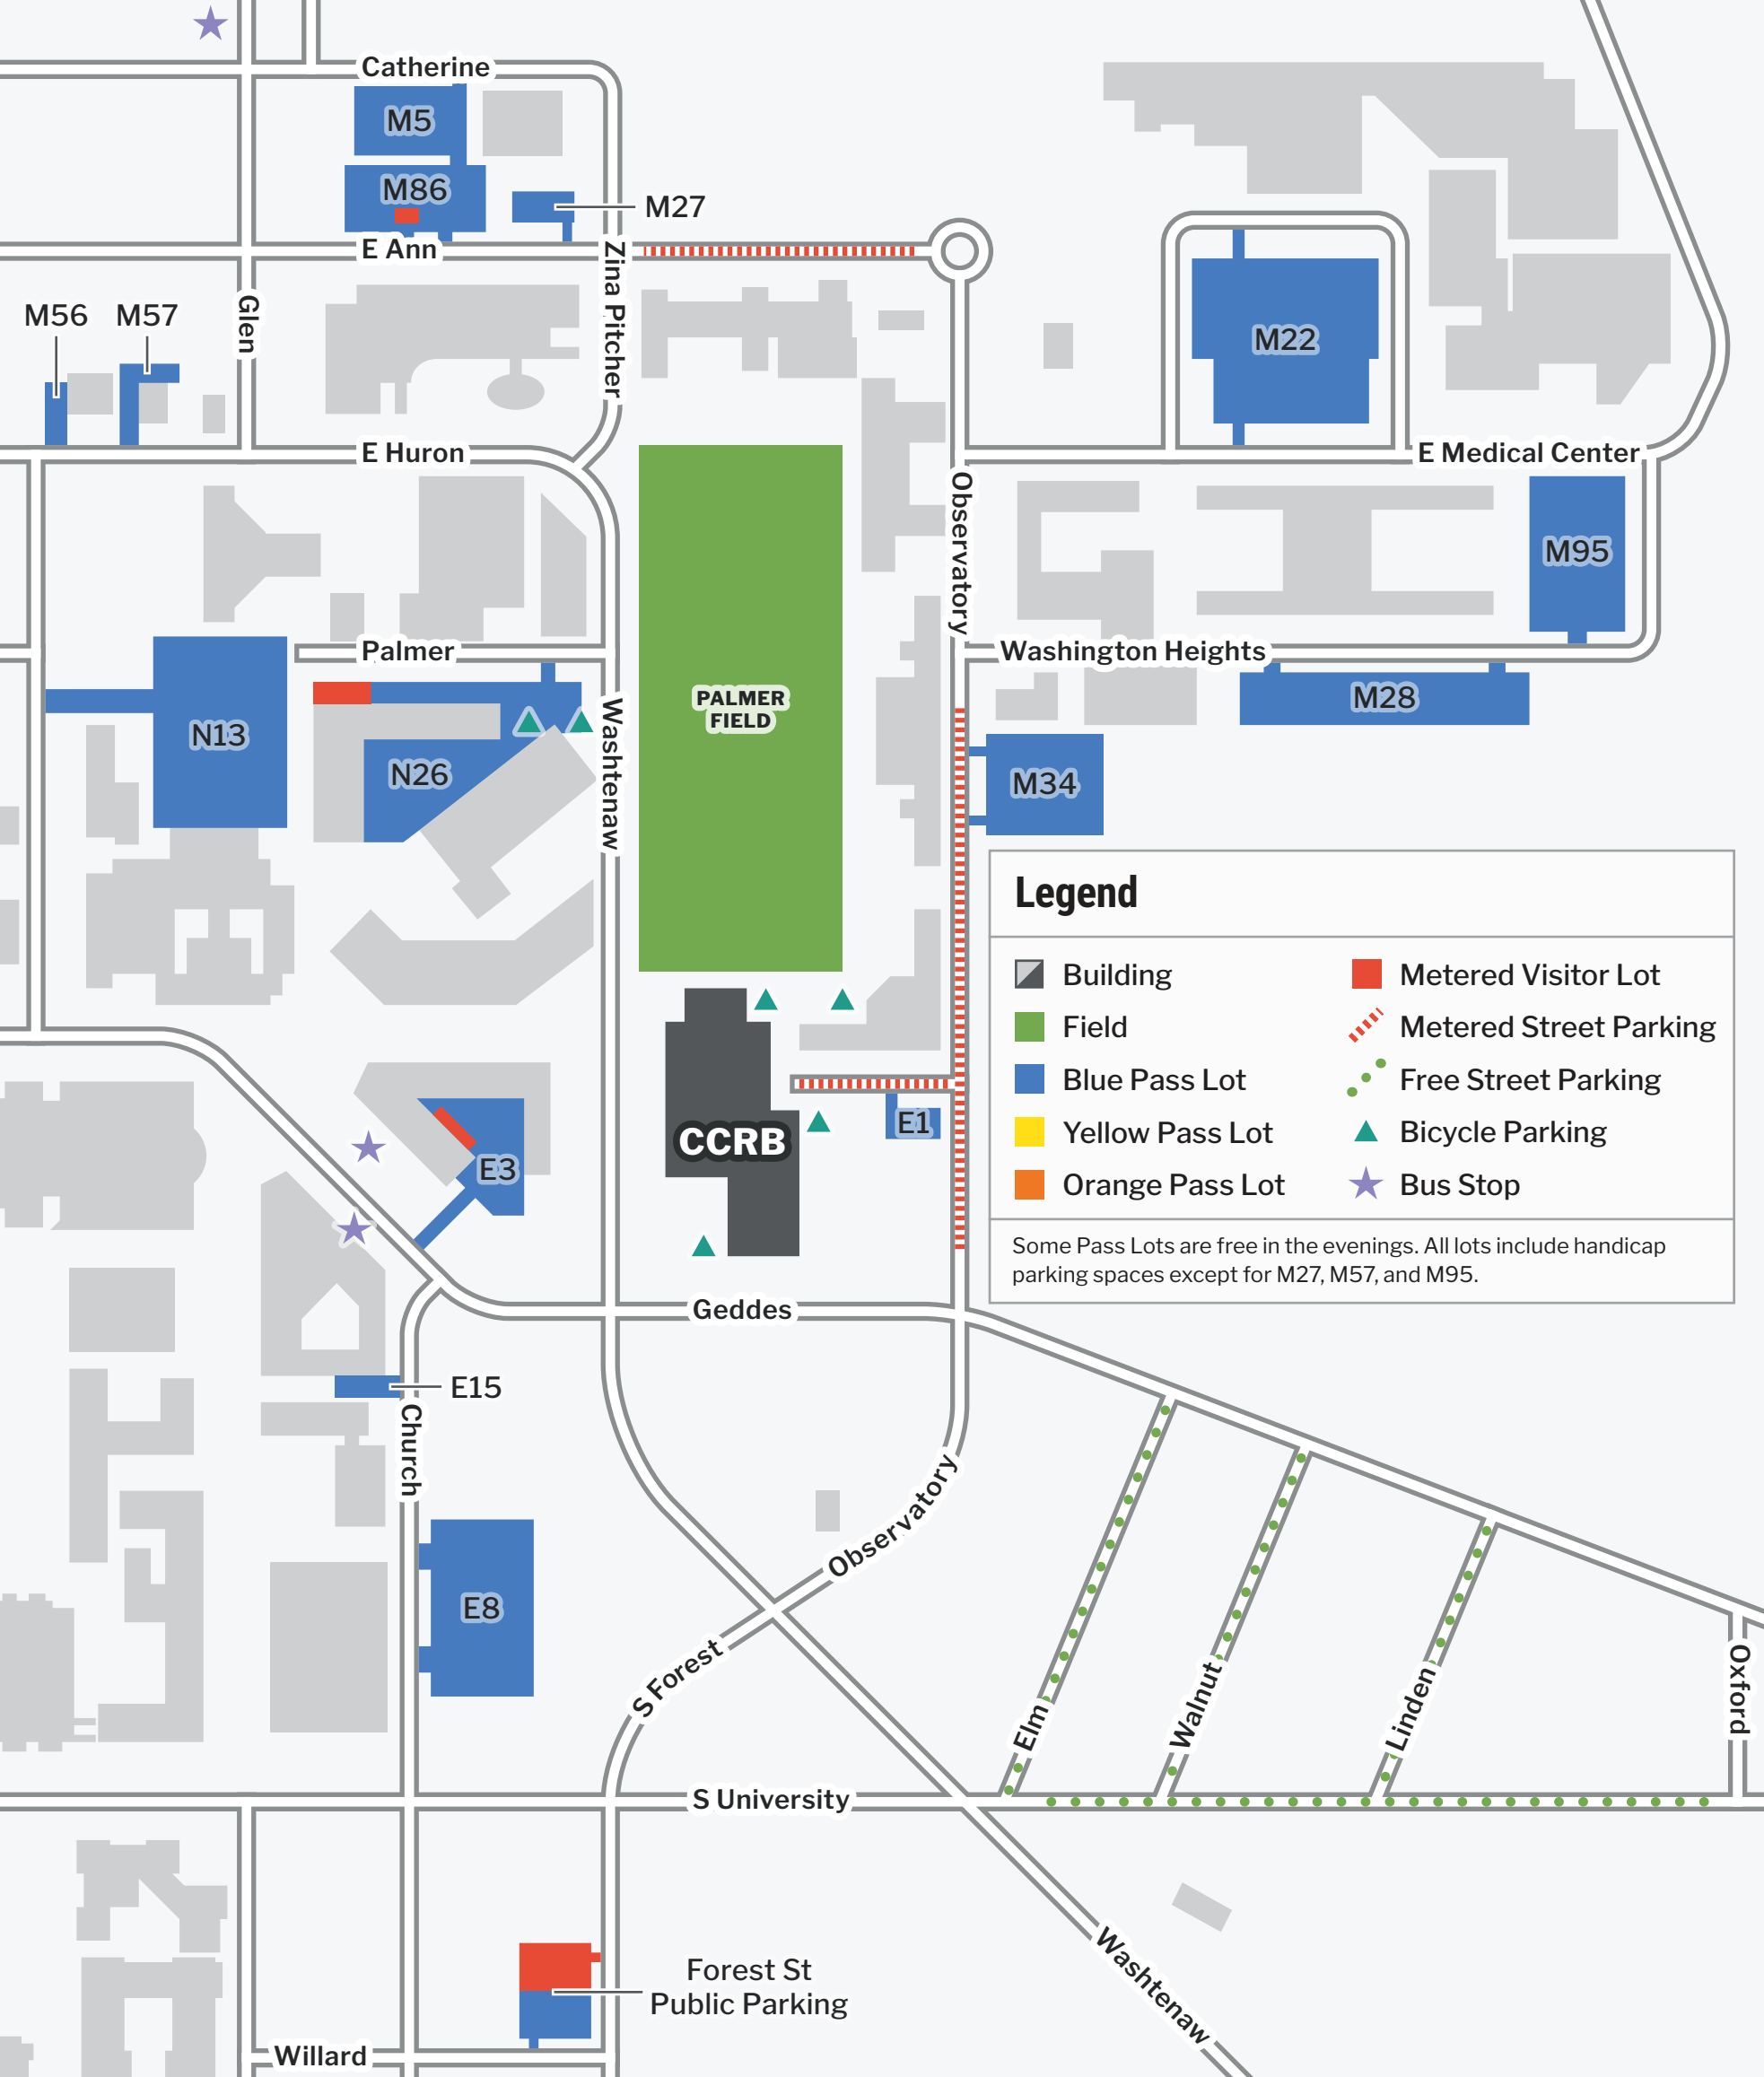 Catherine
M5
M86
M27
E Ann
Zina Pitcher
Glen
M56
M57
M22
E Huron
E Medical Center
Observatory
M95
Palmer
Washington Heights
PALMER
FIELD
M28
N13
N26
Washtenaw
M34
Legend
Building
Field
Blue Pass Lot
Yellow Pass Lot
Orange Pass Lot
Metered Visitor Lot
Metered Street Parking
Free Street Parking
Bicycle Parking
Bus Stop
Some Pass Lots are free in the evenings. All lots include handicap
parking spaces except for M27, M57, and M95.
E1
CCRB
E3
Geddes
E15
Church
Observatory
E8
S Forest
Elm
Walnut
Linden
Oxford
S University
Washtenaw
Forest St
Public Parking
Willard